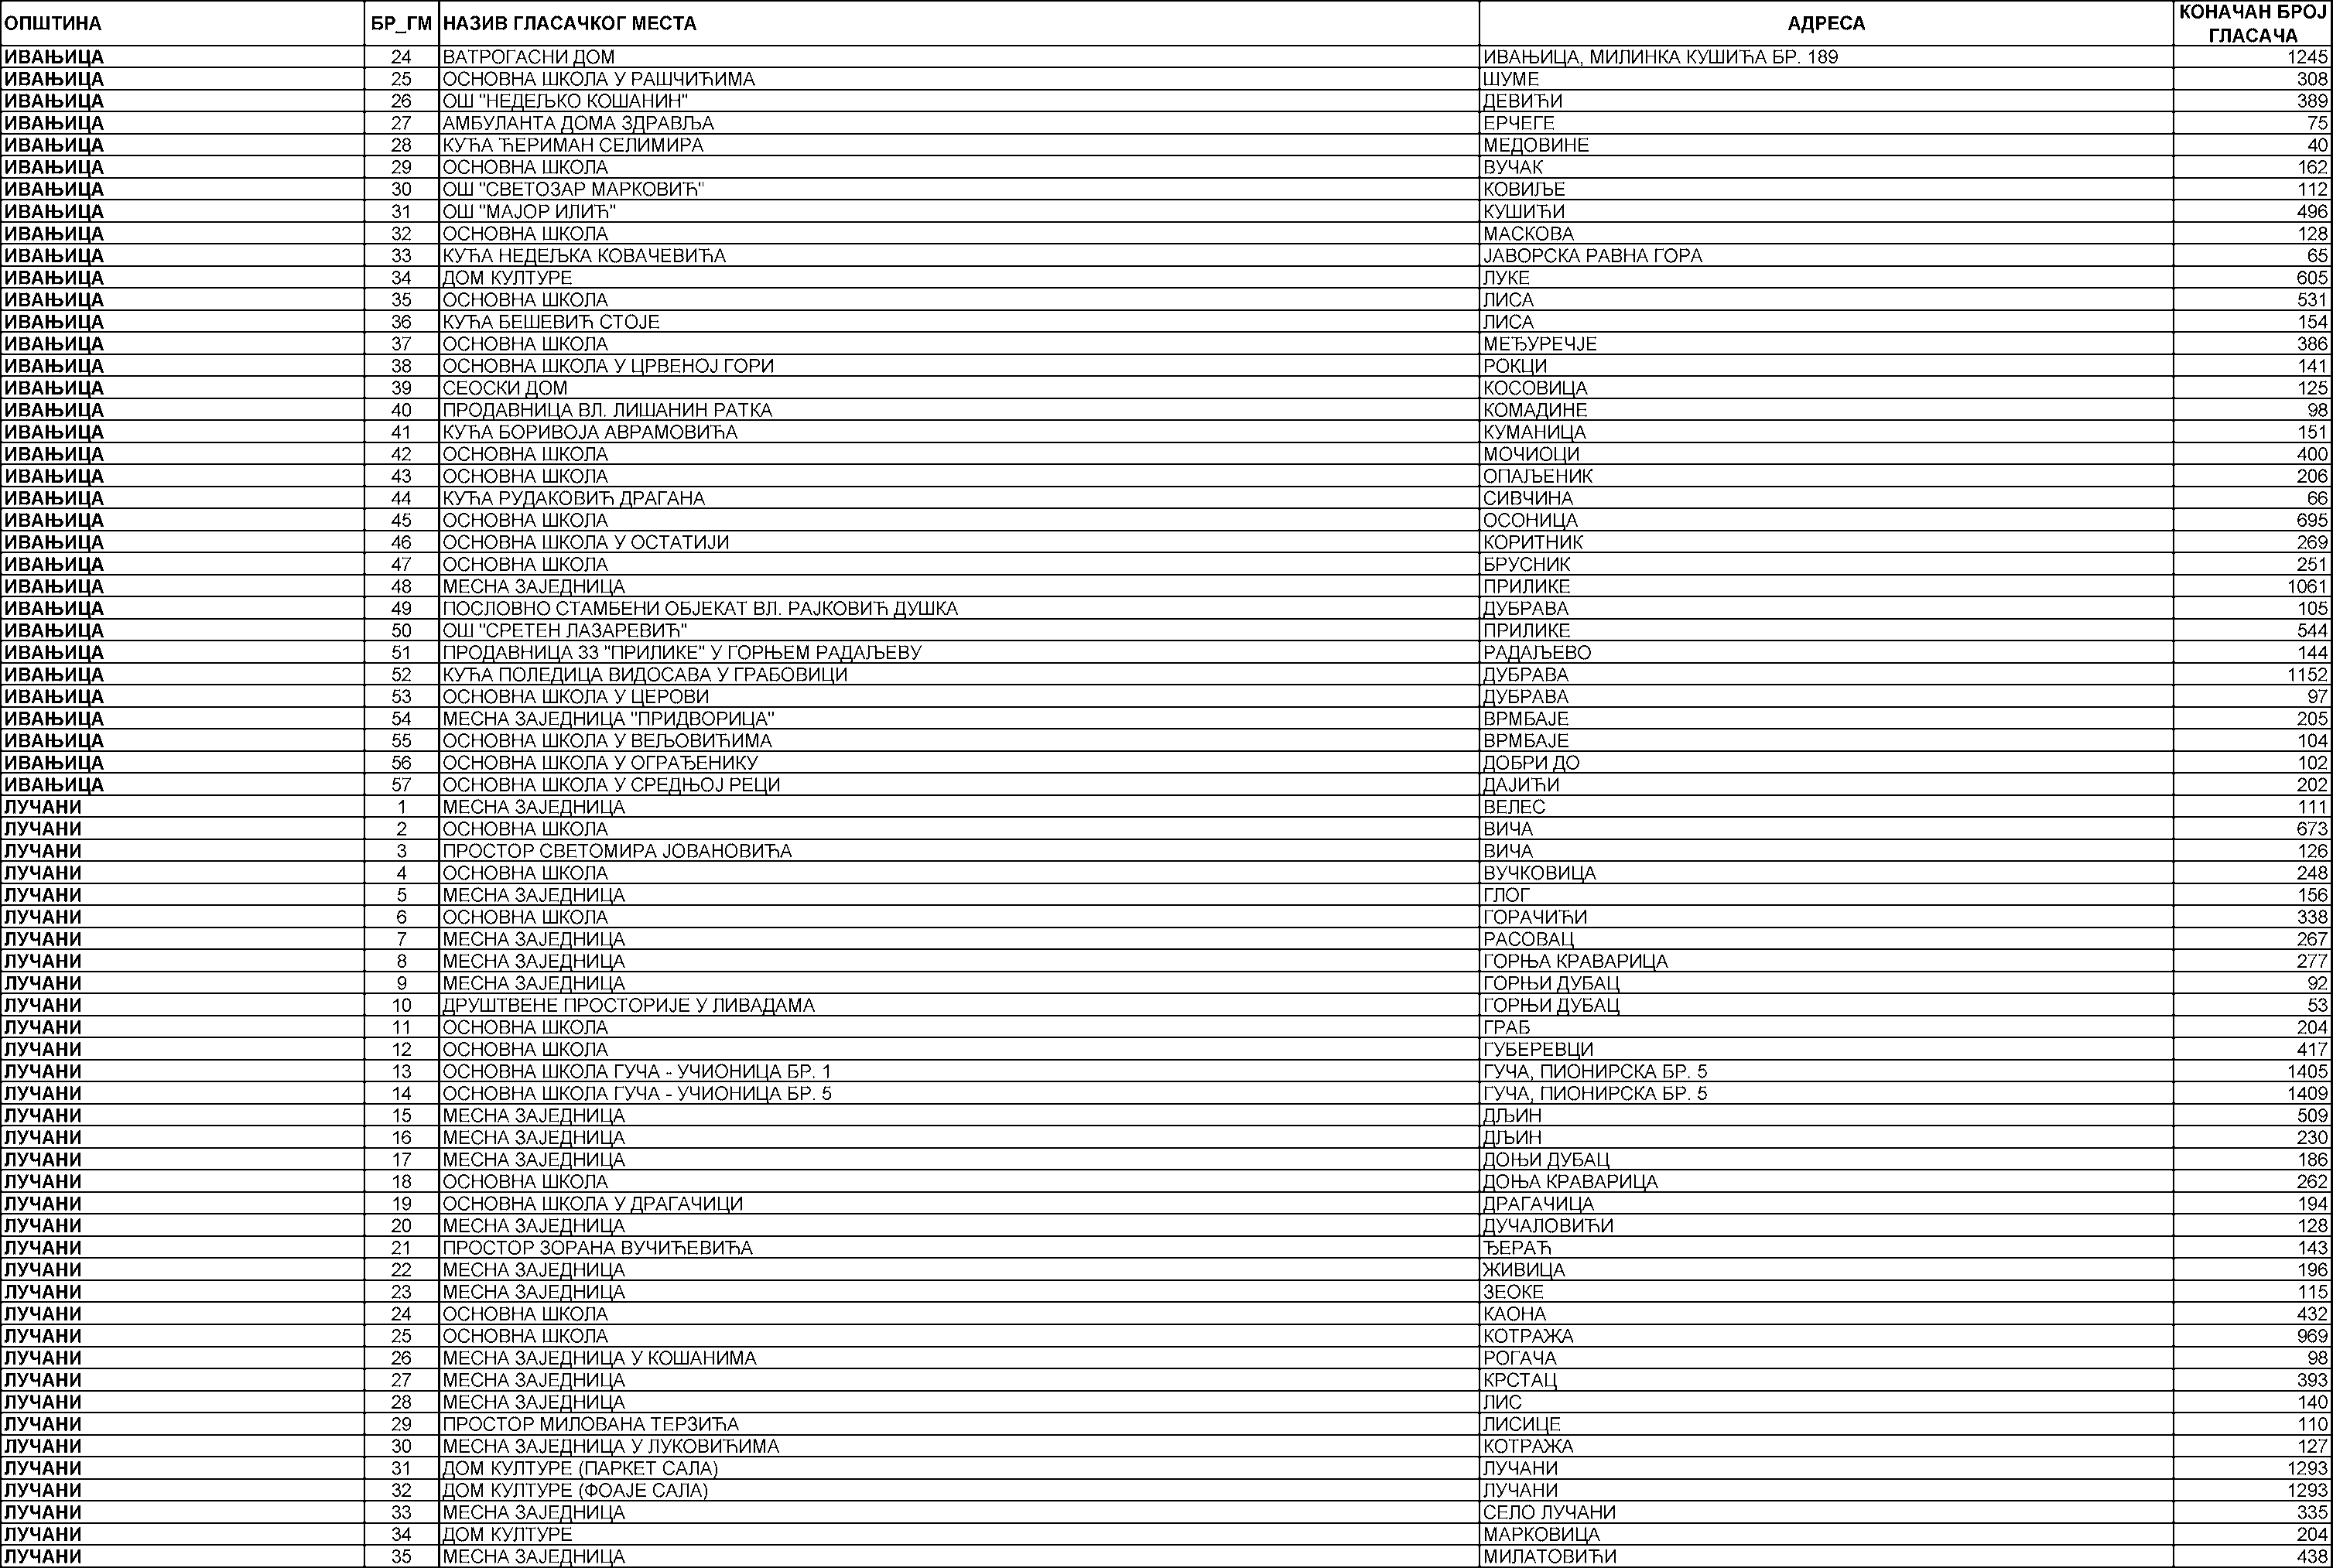 ОПШТИНА БР_ГМ НАЗИВ ГЛАСАЧКОГ МЕСТА АДРЕСА КОНАЧАН БРОЈ ГЛАСАЧА
ИВАЊИЦА 24 ВАТРОГАСНИ ДОМ ИВАЊИЦА, МИЛИНКА КУШИЋА БР. 189 1245
ИВАЊИЦА 25 ОСНОВНА ШКОЛА У РАШЧИЋИМА ШУМЕ 308
ИВАЊИЦА 26 ОШ "НЕДЕЉКО КОШАНИН" ДЕВИЋИ 389
ИВАЊИЦА 27 АМБУЛАНТА ДОМА ЗДРАВЉА ЕРЧЕГЕ 75
ИВАЊИЦА 28 КУЋА ЋЕРИМАН СЕЛИМИРА МЕДОВИНЕ 40
ИВАЊИЦА 29 ОСНОВНА ШКОЛА ВУЧАК 162
ИВАЊИЦА 30 ОШ "СВЕТОЗАР МАРКОВИЋ" КОВИЉЕ 112
ИВАЊИЦА 31 ОШ "МАЈОР ИЛИЋ" КУШИЋИ 496
ИВАЊИЦА 32 ОСНОВНА ШКОЛА МАСКОВА 128
ИВАЊИЦА 33 КУЋА НЕДЕЉКА КОВАЧЕВИЋА ЈАВОРСКА РАВНА ГОРА 65
ИВАЊИЦА 34 ДОМ КУЛТУРЕ ЛУКЕ 605
ИВАЊИЦА 35 ОСНОВНА ШКОЛА ЛИСА 531
ИВАЊИЦА 36 КУЋА БЕШЕВИЋ СТОЈЕ ЛИСА 154
ИВАЊИЦА 37 ОСНОВНА ШКОЛА МЕЂУРЕЧЈЕ 386
ИВАЊИЦА 38 ОСНОВНА ШКОЛА У ЦРВЕНОЈ ГОРИ РОКЦИ 141
ИВАЊИЦА 39 СЕОСКИ ДОМ КОСОВИЦА 125
ИВАЊИЦА 40 ПРОДАВНИЦА ВЛ. ЛИШАНИН РАТКА КОМАДИНЕ 98
ИВАЊИЦА 41 КУЋА БОРИВОЈА АВРАМОВИЋА КУМАНИЦА 151
ИВАЊИЦА 42 ОСНОВНА ШКОЛА МОЧИОЦИ 400
ИВАЊИЦА 43 ОСНОВНА ШКОЛА ОПАЉЕНИК 206
ИВАЊИЦА 44 КУЋА РУДАКОВИЋ ДРАГАНА СИВЧИНА 66
ИВАЊИЦА 45 ОСНОВНА ШКОЛА ОСОНИЦА 695
ИВАЊИЦА 46 ОСНОВНА ШКОЛА У ОСТАТИЈИ КОРИТНИК 269
ИВАЊИЦА 47 ОСНОВНА ШКОЛА БРУСНИК 251
ИВАЊИЦА 48 МЕСНА ЗАЈЕДНИЦА ПРИЛИКЕ 1061
ИВАЊИЦА 49 ПОСЛОВНО СТАМБЕНИ ОБЈЕКАТ ВЛ. РАЈКОВИЋ ДУШКА ДУБРАВА 105
ИВАЊИЦА 50 ОШ "СРЕТЕН ЛАЗАРЕВИЋ" ПРИЛИКЕ 544
ИВАЊИЦА 51 ПРОДАВНИЦА ЗЗ "ПРИЛИКЕ" У ГОРЊЕМ РАДАЉЕВУ РАДАЉЕВО 144
ИВАЊИЦА 52 КУЋА ПОЛЕДИЦА ВИДОСАВА У ГРАБОВИЦИ ДУБРАВА 1152
ИВАЊИЦА 53 ОСНОВНА ШКОЛА У ЦЕРОВИ ДУБРАВА 97
ИВАЊИЦА 54 МЕСНА ЗАЈЕДНИЦА "ПРИДВОРИЦА" ВРМБАЈЕ 205
ИВАЊИЦА 55 ОСНОВНА ШКОЛА У ВЕЉОВИЋИМА ВРМБАЈЕ 104
ИВАЊИЦА 56 ОСНОВНА ШКОЛА У ОГРАЂЕНИКУ ДОБРИ ДО 102
ИВАЊИЦА 57 ОСНОВНА ШКОЛА У СРЕДЊОЈ РЕЦИ ДАЈИЋИ 202
ЛУЧАНИ 1 МЕСНА ЗАЈЕДНИЦА ВЕЛЕС 111
ЛУЧАНИ 2 ОСНОВНА ШКОЛА ВИЧА 673
ЛУЧАНИ 3 ПРОСТОР СВЕТОМИРА ЈОВАНОВИЋА ВИЧА 126
ЛУЧАНИ 4 ОСНОВНА ШКОЛА ВУЧКОВИЦА 248
ЛУЧАНИ 5 МЕСНА ЗАЈЕДНИЦА ГЛОГ 156
ЛУЧАНИ 6 ОСНОВНА ШКОЛА ГОРАЧИЋИ 338
ЛУЧАНИ 7 МЕСНА ЗАЈЕДНИЦА РАСОВАЦ 267
ЛУЧАНИ 8 МЕСНА ЗАЈЕДНИЦА ГОРЊА КРАВАРИЦА 277
ЛУЧАНИ 9 МЕСНА ЗАЈЕДНИЦА ГОРЊИ ДУБАЦ 92
ЛУЧАНИ 10 ДРУШТВЕНЕ ПРОСТОРИЈЕ У ЛИВАДАМА ГОРЊИ ДУБАЦ 53
ЛУЧАНИ 11 ОСНОВНА ШКОЛА ГРАБ 204
ЛУЧАНИ 12 ОСНОВНА ШКОЛА ГУБЕРЕВЦИ 417
ЛУЧАНИ 13 ОСНОВНА ШКОЛА ГУЧА - УЧИОНИЦА БР. 1 ГУЧА, ПИОНИРСКА БР. 5 1405
ЛУЧАНИ 14 ОСНОВНА ШКОЛА ГУЧА - УЧИОНИЦА БР. 5 ГУЧА, ПИОНИРСКА БР. 5 1409
ЛУЧАНИ 15 МЕСНА ЗАЈЕДНИЦА ДЉИН 509
ЛУЧАНИ 16 МЕСНА ЗАЈЕДНИЦА ДЉИН 230
ЛУЧАНИ 17 МЕСНА ЗАЈЕДНИЦА ДОЊИ ДУБАЦ 186
ЛУЧАНИ 18 ОСНОВНА ШКОЛА ДОЊА КРАВАРИЦА 262
ЛУЧАНИ 19 ОСНОВНА ШКОЛА У ДРАГАЧИЦИ ДРАГАЧИЦА 194
ЛУЧАНИ 20 МЕСНА ЗАЈЕДНИЦА ДУЧАЛОВИЋИ 128
ЛУЧАНИ 21 ПРОСТОР ЗОРАНА ВУЧИЋЕВИЋА ЂЕРАЋ 143
ЛУЧАНИ 22 МЕСНА ЗАЈЕДНИЦА ЖИВИЦА 196
ЛУЧАНИ 23 МЕСНА ЗАЈЕДНИЦА ЗЕОКЕ 115
ЛУЧАНИ 24 ОСНОВНА ШКОЛА КАОНА 432
ЛУЧАНИ 25 ОСНОВНА ШКОЛА КОТРАЖА 969
ЛУЧАНИ 26 МЕСНА ЗАЈЕДНИЦА У КОШАНИМА РОГАЧА 98
ЛУЧАНИ 27 МЕСНА ЗАЈЕДНИЦА КРСТАЦ 393
ЛУЧАНИ 28 МЕСНА ЗАЈЕДНИЦА ЛИС 140
ЛУЧАНИ 29 ПРОСТОР МИЛОВАНА ТЕРЗИЋА ЛИСИЦЕ 110
ЛУЧАНИ 30 МЕСНА ЗАЈЕДНИЦА У ЛУКОВИЋИМА КОТРАЖА 127
ЛУЧАНИ 31 ДОМ КУЛТУРЕ (ПАРКЕТ САЛА) ЛУЧАНИ 1293
ЛУЧАНИ 32 ДОМ КУЛТУРЕ (ФОАЈЕ САЛА) ЛУЧАНИ 1293
ЛУЧАНИ 33 МЕСНА ЗАЈЕДНИЦА СЕЛО ЛУЧАНИ 335
ЛУЧАНИ 34 ДОМ КУЛТУРЕ МАРКОВИЦА 204
ЛУЧАНИ 35 МЕСНА ЗАЈЕДНИЦА МИЛАТОВИЋИ 438